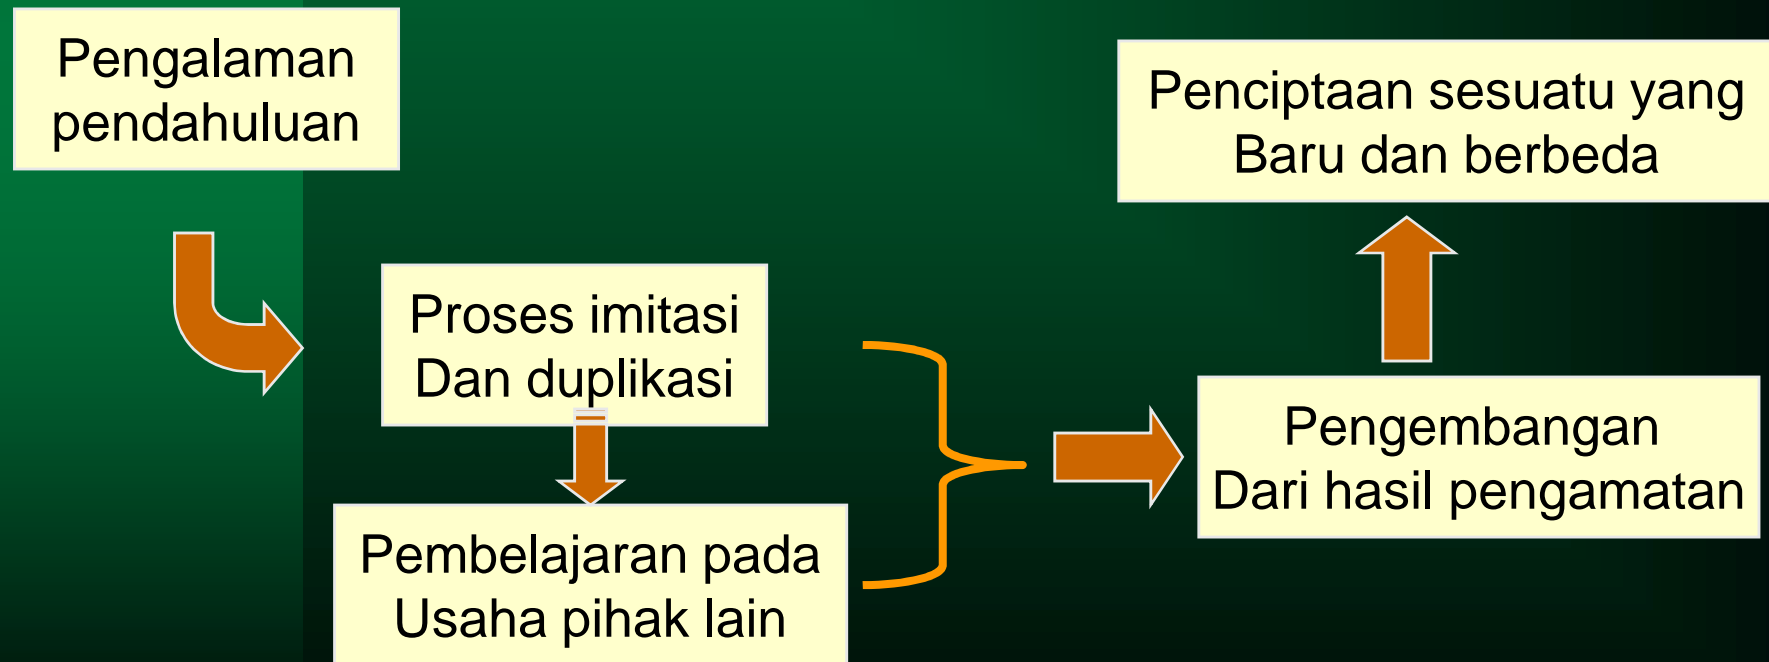 Pengalaman
pendahuluan
Proses imitasi
Dan duplikasi
Pembelajaran pada
Usaha pihak lain
Pengembangan
Dari hasil pengamatan
Penciptaan sesuatu yang
Baru dan berbeda